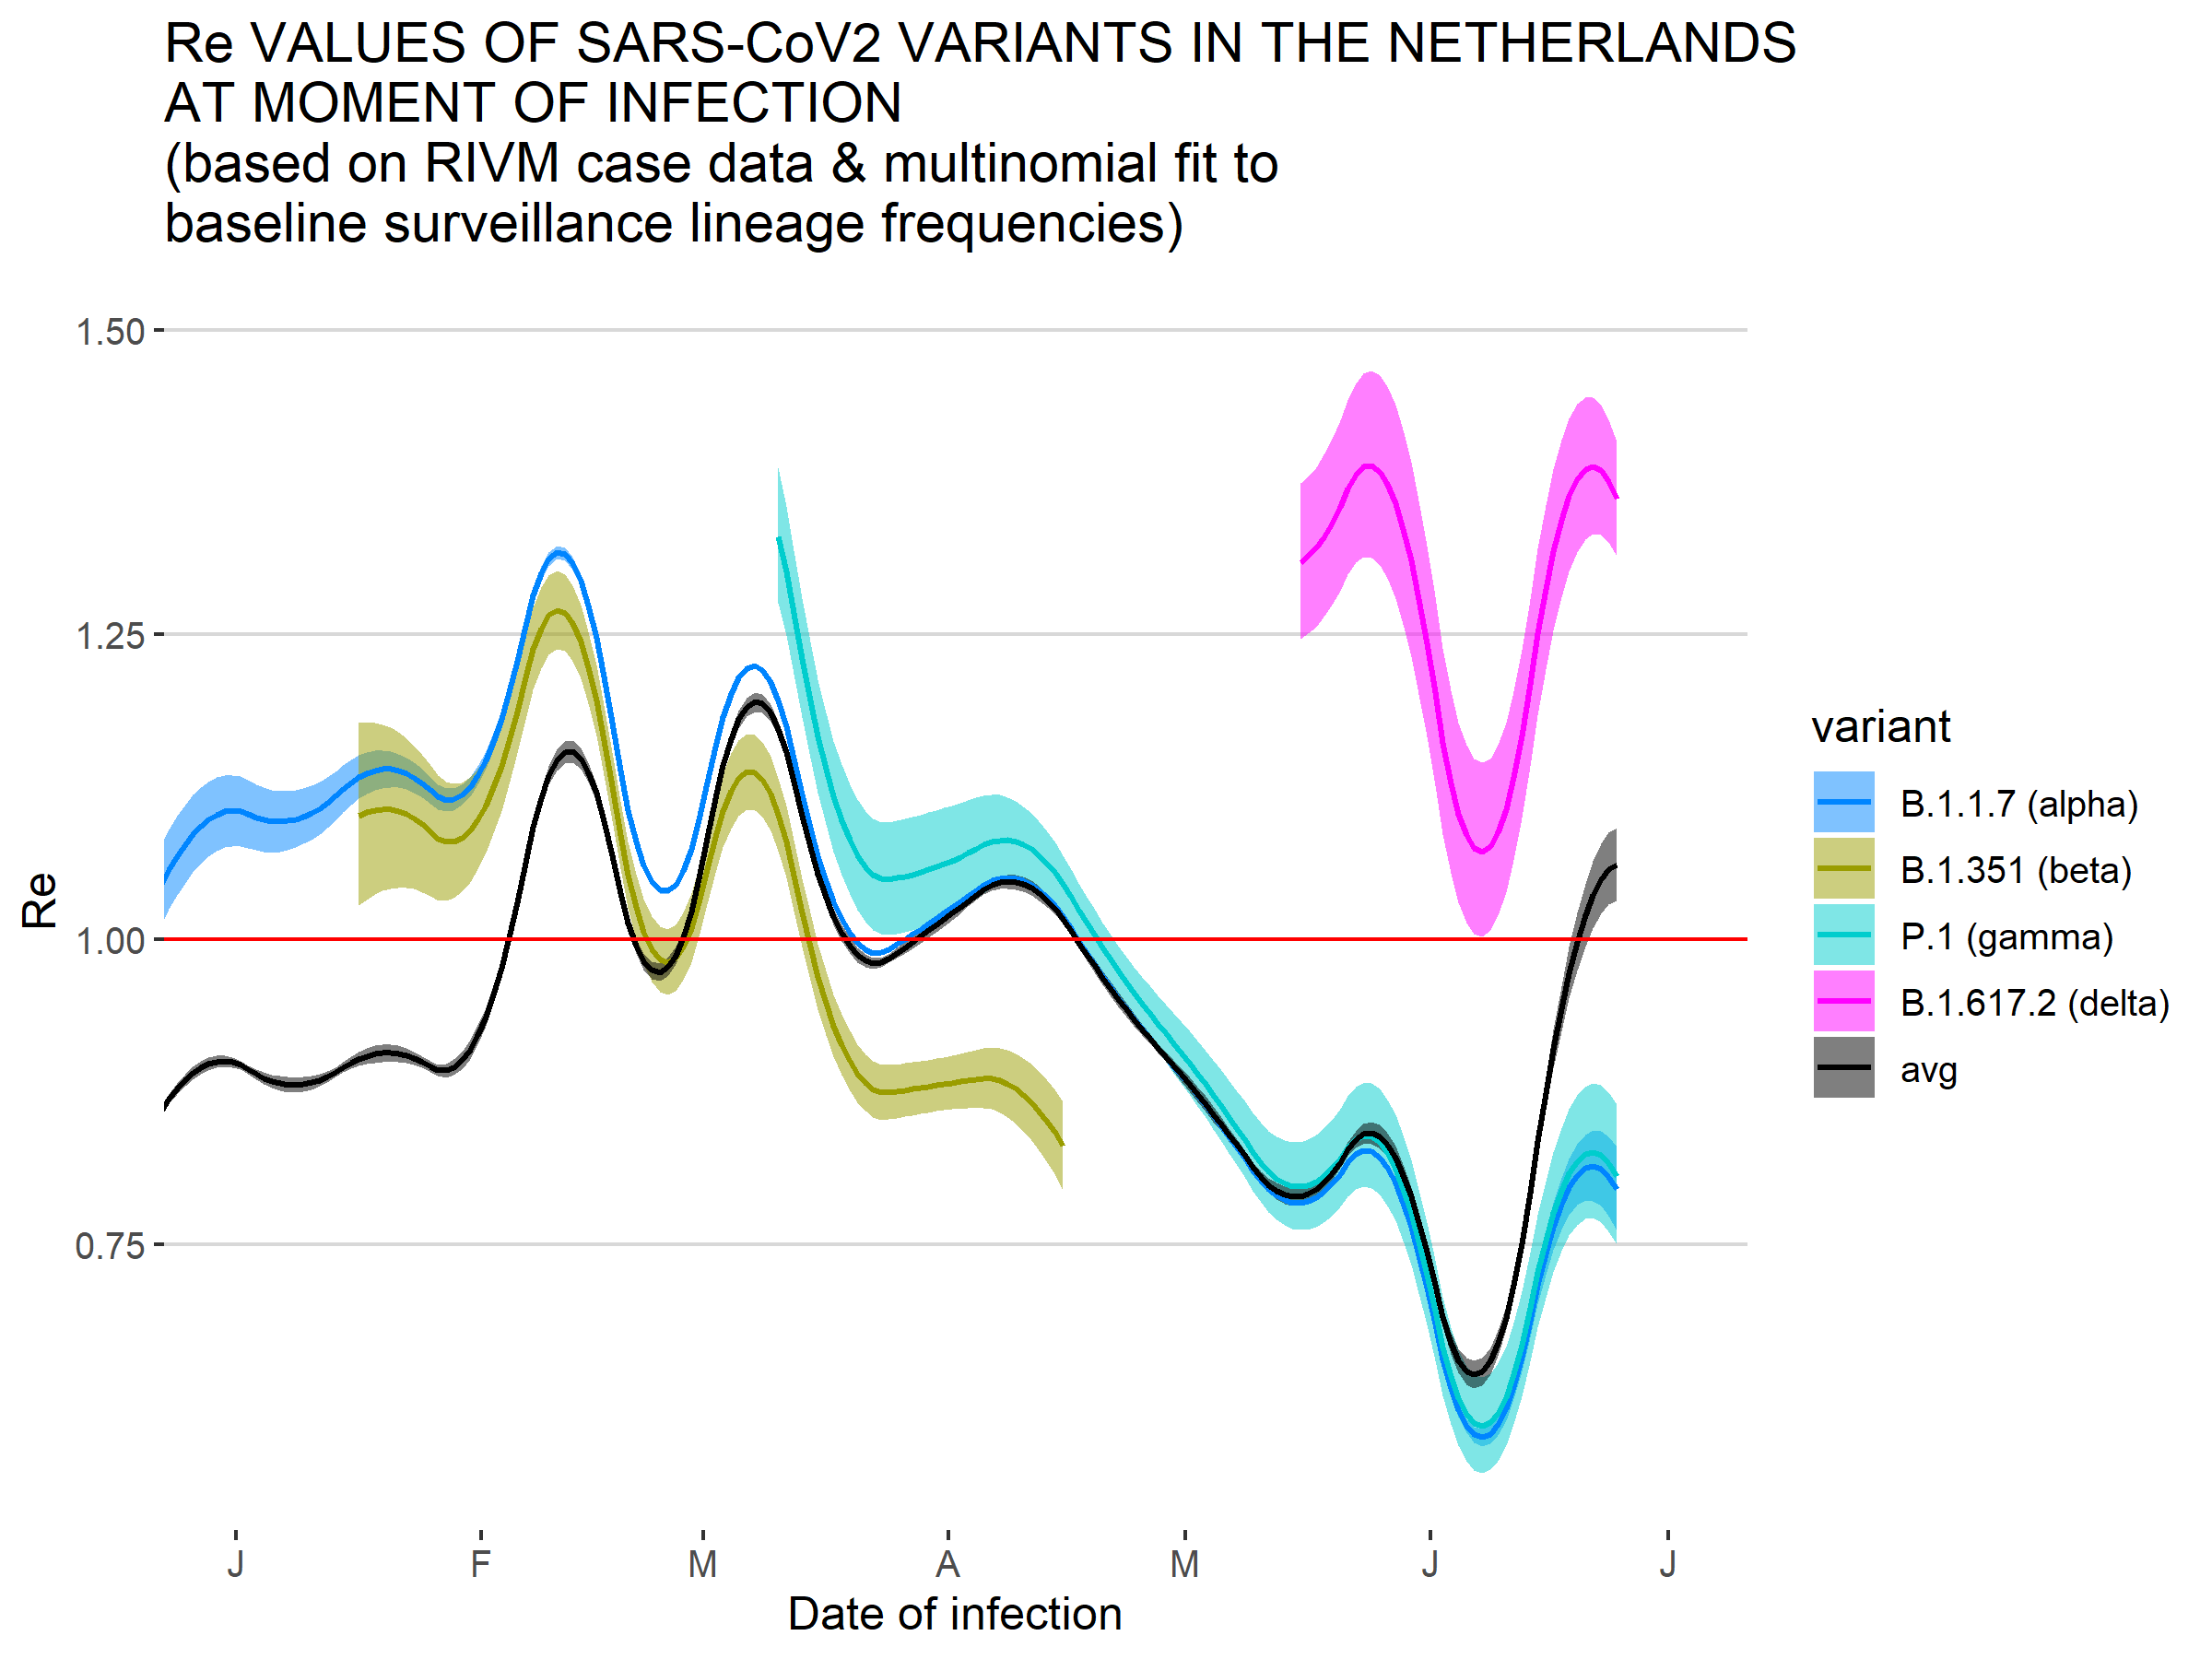 Re VALUES OF SARS-CoV2 VARIANTS IN THE NETHERLANDS
AT MOMENT OF INFECTION
(based on RIVM case data & multinomial fit to
baseline surveillance lineage frequencies)
1.50
1.25
1.00
0.75
Re
J F M A M J J
Date of infection
variant
B.1.1.7 (alpha)
B.1.351 (beta)
P.1 (gamma)
B.1.617.2 (delta)
avg